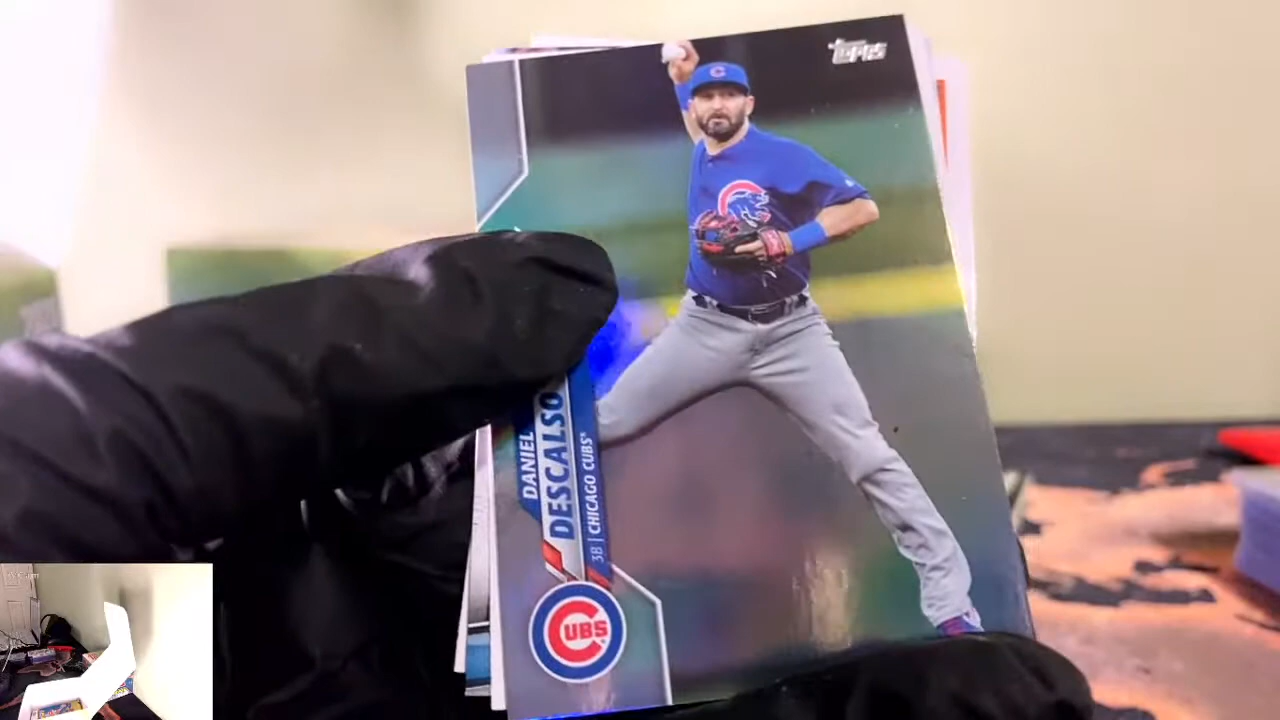 Topps
C
DANIEL
DESCALSO
3B | CHICAGO CUBS®
CUBS